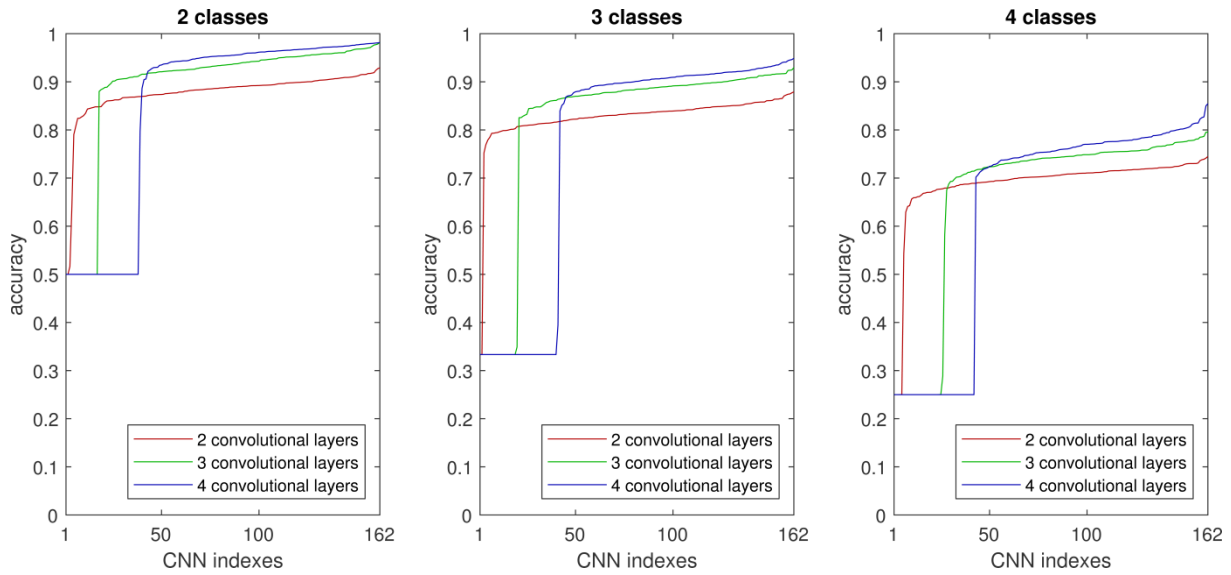 2 classes
1
0.9
0.8
0.7
0.6
0.5
0.4
0.3
0.2
0.1
0
accuracy
2 convolutional layers
3 convolutional layers
4 convolutional layers
1 50 100 162
CNN indexes
3 classes
1
0.9
0.8
0.7
0.6
0.5
0.4
0.3
0.2
0.1
0
accuracy
2 convolutional layers
3 convolutional layers
4 convolutional layers
1 50 100 162
CNN indexes
4 classes
1
0.9
0.8
0.7
0.6
0.5
0.4
0.3
0.2
0.1
0
accuracy
2 convolutional layers
3 convolutional layers
4 convolutional layers
1 50 100 162
CNN indexes